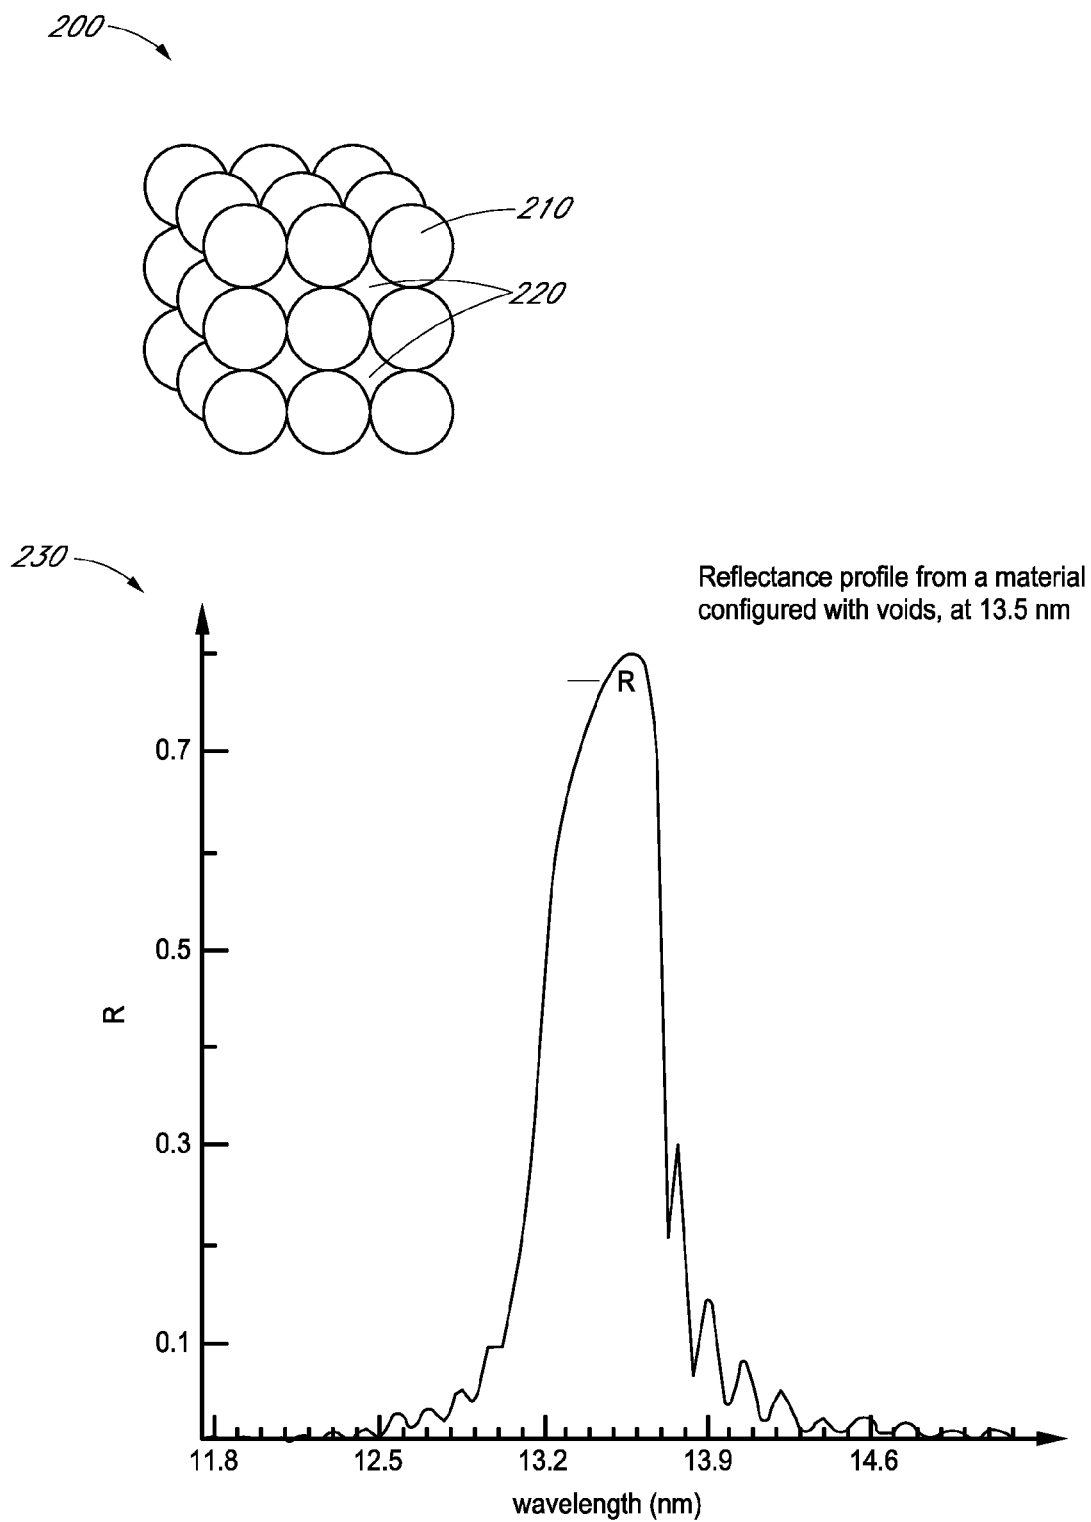 200
210
220
230
Reflectance profile from a material
configured with voids, at 13.5 nm
R
0.7
0.5
R
0.3
0.1
11.8 12.5 13.2 13.9 14.6
wavelength (nm)